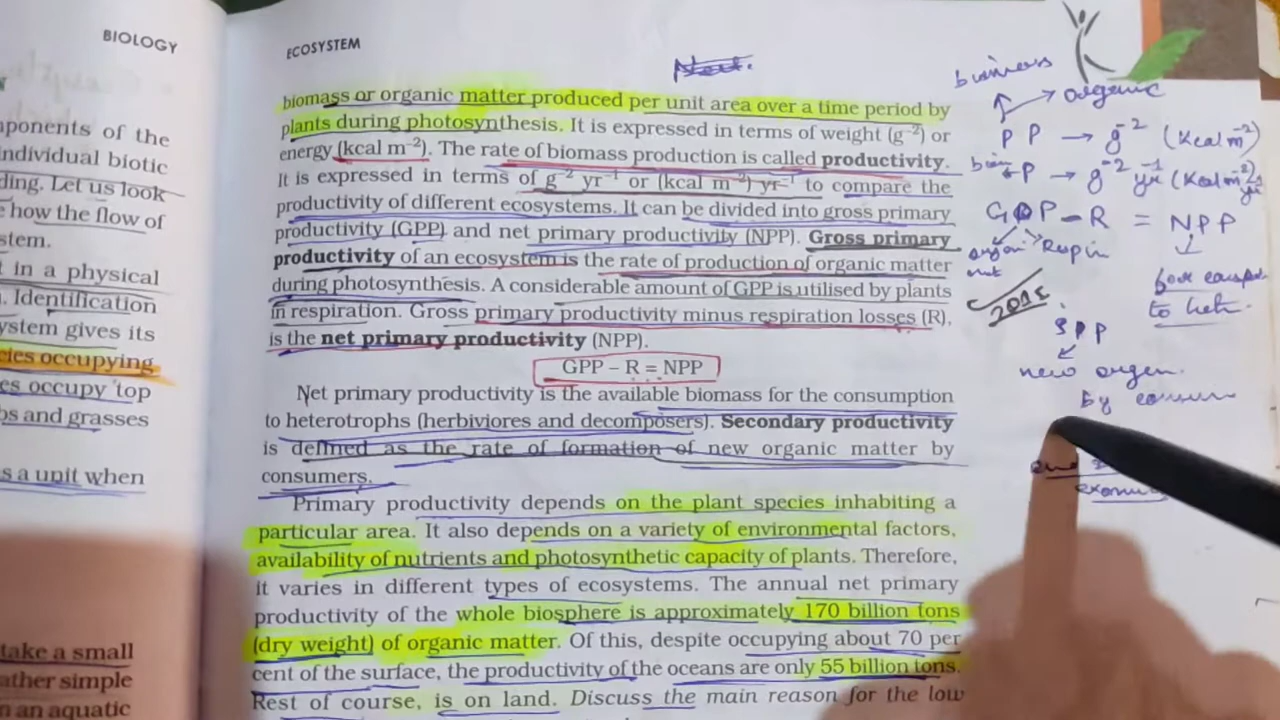 BIOLOGY
ponents of the
individual biotic
ding. Let us look
e how the flow of
stem.
t in a physical
. Identification
ystem gives its
cies occupying
es occupy top
bs and grasses
s a unit when
take a small
ather simple
n an aquatic
ECOSYSTEM
biomass or organic matter produced per unit area over a time period by
plants during photosynthesis. It is expressed in terms of weight (g⁻²) or
energy (kcal m⁻²). The rate of biomass production is called productivity.
It is expressed in terms of g⁻² yr⁻¹ or (kcal m⁻²) yr⁻¹ to compare the
productivity of different ecosystems. It can be divided into gross primary
productivity (GPP) and net primary productivity (NPP). Gross primary
productivity of an ecosystem is the rate of production of organic matter
during photosynthesis. A considerable amount of GPP is utilised by plants
in respiration. Gross primary productivity minus respiration losses (R),
is the net primary productivity (NPP).
GPP – R = NPP
Net primary productivity is the available biomass for the consumption
to heterotrophs (herbiviores and decomposers). Secondary productivity
is defined as the rate of formation of new organic matter by
consumers.
Primary productivity depends on the plant species inhabiting a
particular area. It also depends on a variety of environmental factors,
availability of nutrients and photosynthetic capacity of plants. Therefore,
it varies in different types of ecosystems. The annual net primary
productivity of the whole biosphere is approximately 170 billion tons
(dry weight) of organic matter. Of this, despite occupying about 70 per
cent of the surface, the productivity of the oceans are only 55 billion tons.
Rest of course, is on land. Discuss the main reason for the low
organic
P P → g⁻² (Kcal m⁻²)
P → g⁻² yr⁻¹
GPP – R = NPP
2015
new organ.
by